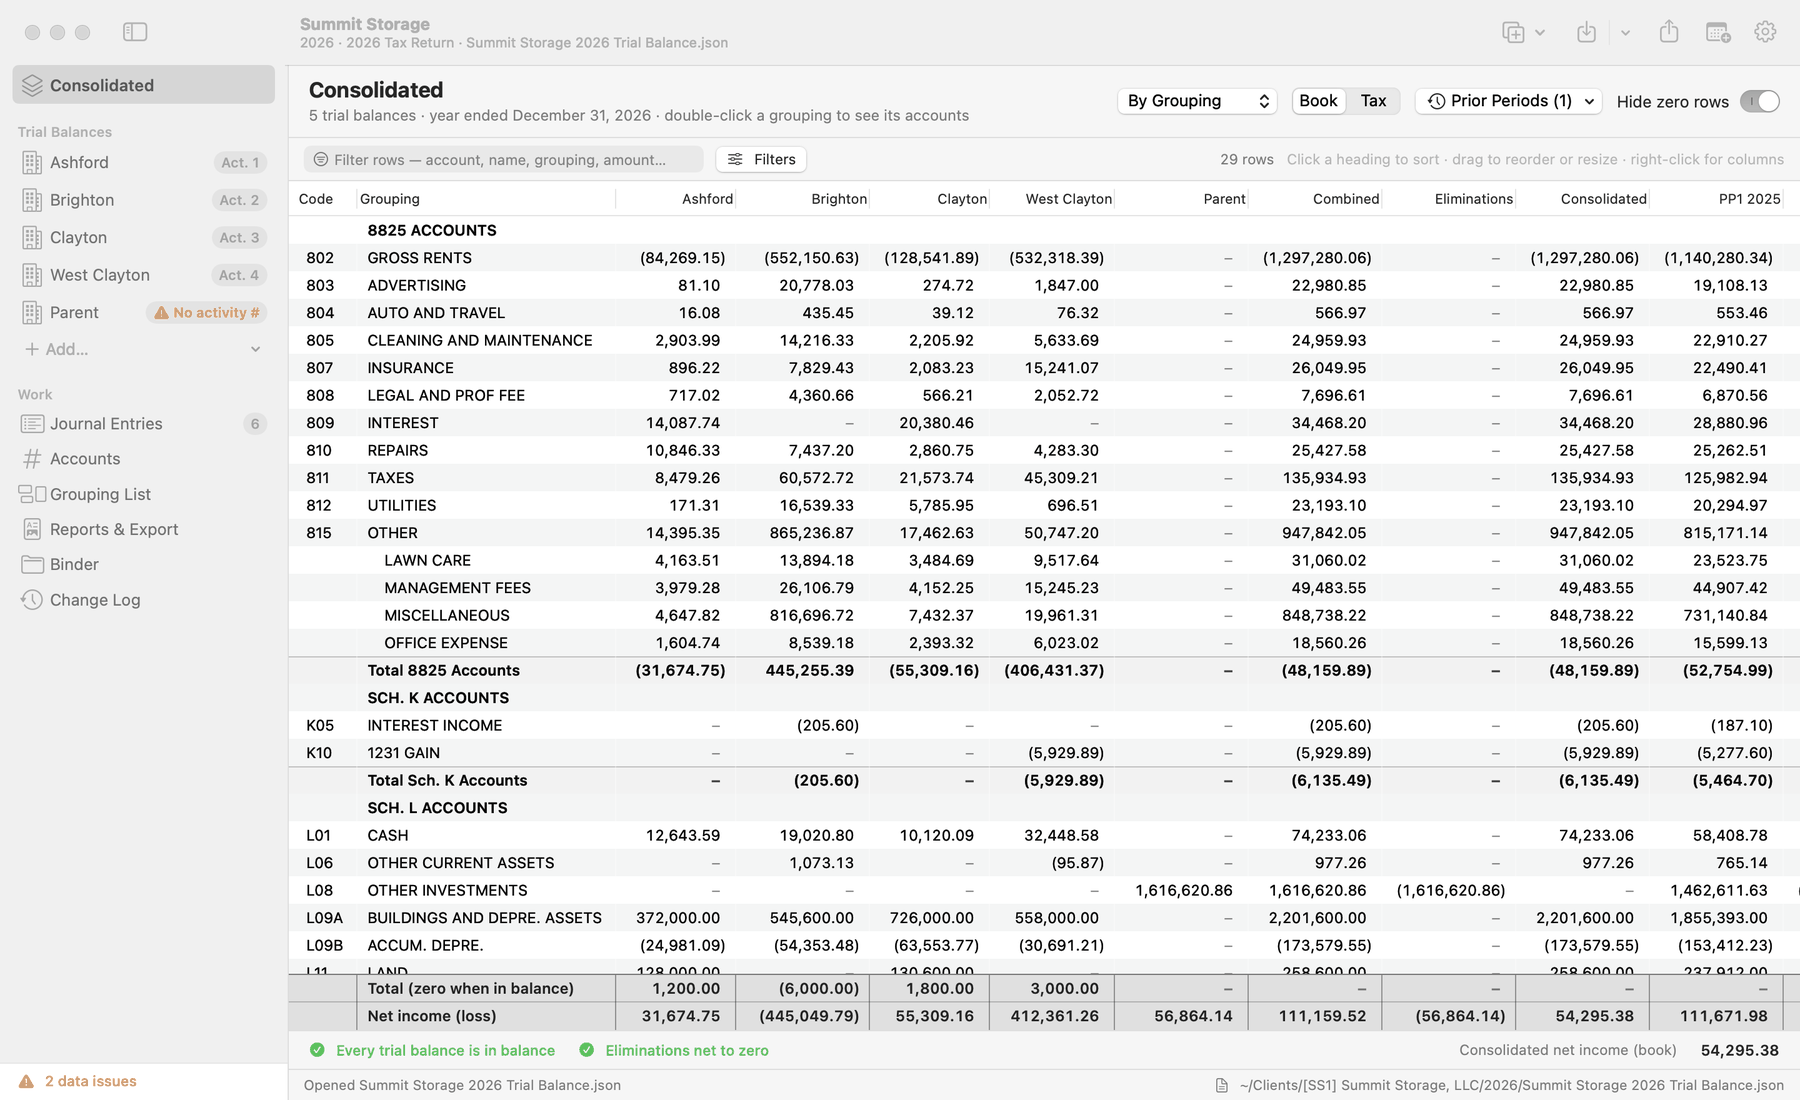 Summit Storage
2026 · 2026 Tax Return · Summit Storage 2026 Trial Balance.json
Consolidated
Trial Balances
Ashford Act. 1
Brighton Act. 2
Clayton Act. 3
West Clayton Act. 4
Parent No activity #
Add...
Work
Journal Entries 6
Accounts
Grouping List
Reports & Export
Binder
Change Log
2 data issues
Consolidated
5 trial balances · year ended December 31, 2026 · double-click a grouping to see its accounts
By Grouping Book Tax Prior Periods (1) Hide zero rows
Filter rows — account, name, grouping, amount... Filters 29 rows Click a heading to sort · drag to reorder or resize · right-click for columns
Code Grouping Ashford Brighton Clayton West Clayton Parent Combined Eliminations Consolidated PP1 2025
8825 ACCOUNTS
802 GROSS RENTS (84,269.15) (552,150.63) (128,541.89) (532,318.39) – (1,297,280.06) – (1,297,280.06) (1,140,280.34)
803 ADVERTISING 81.10 20,778.03 274.72 1,847.00 – 22,980.85 – 22,980.85 19,108.13
804 AUTO AND TRAVEL 16.08 435.45 39.12 76.32 – 566.97 – 566.97 553.46
805 CLEANING AND MAINTENANCE 2,903.99 14,216.33 2,205.92 5,633.69 – 24,959.93 – 24,959.93 22,910.27
807 INSURANCE 896.22 7,829.43 2,083.23 15,241.07 – 26,049.95 – 26,049.95 22,490.41
808 LEGAL AND PROF FEE 717.02 4,360.66 566.21 2,052.72 – 7,696.61 – 7,696.61 6,870.56
809 INTEREST 14,087.74 – 20,380.46 – – 34,468.20 – 34,468.20 28,880.96
810 REPAIRS 10,846.33 7,437.20 2,860.75 4,283.30 – 25,427.58 – 25,427.58 25,262.51
811 TAXES 8,479.26 60,572.72 21,573.74 45,309.21 – 135,934.93 – 135,934.93 125,982.94
812 UTILITIES 171.31 16,539.33 5,785.95 696.51 – 23,193.10 – 23,193.10 20,294.97
815 OTHER 14,395.35 865,236.87 17,462.63 50,747.20 – 947,842.05 – 947,842.05 815,171.14
LAWN CARE 4,163.51 13,894.18 3,484.69 9,517.64 – 31,060.02 – 31,060.02 23,523.75
MANAGEMENT FEES 3,979.28 26,106.79 4,152.25 15,245.23 – 49,483.55 – 49,483.55 44,907.42
MISCELLANEOUS 4,647.82 816,696.72 7,432.37 19,961.31 – 848,738.22 – 848,738.22 731,140.84
OFFICE EXPENSE 1,604.74 8,539.18 2,393.32 6,023.02 – 18,560.26 – 18,560.26 15,599.13
Total 8825 Accounts (31,674.75) 445,255.39 (55,309.16) (406,431.37) – (48,159.89) – (48,159.89) (52,754.99)
SCH. K ACCOUNTS
K05 INTEREST INCOME – (205.60) – – – (205.60) – (205.60) (187.10)
K10 1231 GAIN – – – (5,929.89) – (5,929.89) – (5,929.89) (5,277.60)
Total Sch. K Accounts – (205.60) – (5,929.89) – (6,135.49) – (6,135.49) (5,464.70)
SCH. L ACCOUNTS
L01 CASH 12,643.59 19,020.80 10,120.09 32,448.58 – 74,233.06 – 74,233.06 58,408.78
L06 OTHER CURRENT ASSETS – 1,073.13 – (95.87) – 977.26 – 977.26 765.14
L08 OTHER INVESTMENTS – – – – 1,616,620.86 1,616,620.86 (1,616,620.86) – 1,462,611.63
L09A BUILDINGS AND DEPRE. ASSETS 372,000.00 545,600.00 726,000.00 558,000.00 – 2,201,600.00 – 2,201,600.00 1,855,393.00
L09B ACCUM. DEPRE. (24,981.09) (54,353.48) (63,553.77) (30,691.21) – (173,579.55) – (173,579.55) (153,412.23)
L11 LAND 128,000.00 – 130,600.00 – – 258,600.00 – 258,600.00 237,912.00
Total (zero when in balance) 1,200.00 (6,000.00) 1,800.00 3,000.00 – – – – –
Net income (loss) 31,674.75 (445,049.79) 55,309.16 412,361.26 56,864.14 111,159.52 (56,864.14) 54,295.38 111,671.98
Every trial balance is in balance Eliminations net to zero Consolidated net income (book) 54,295.38
Opened Summit Storage 2026 Trial Balance.json ~/Clients/[SS1] Summit Storage, LLC/2026/Summit Storage 2026 Trial Balance.json